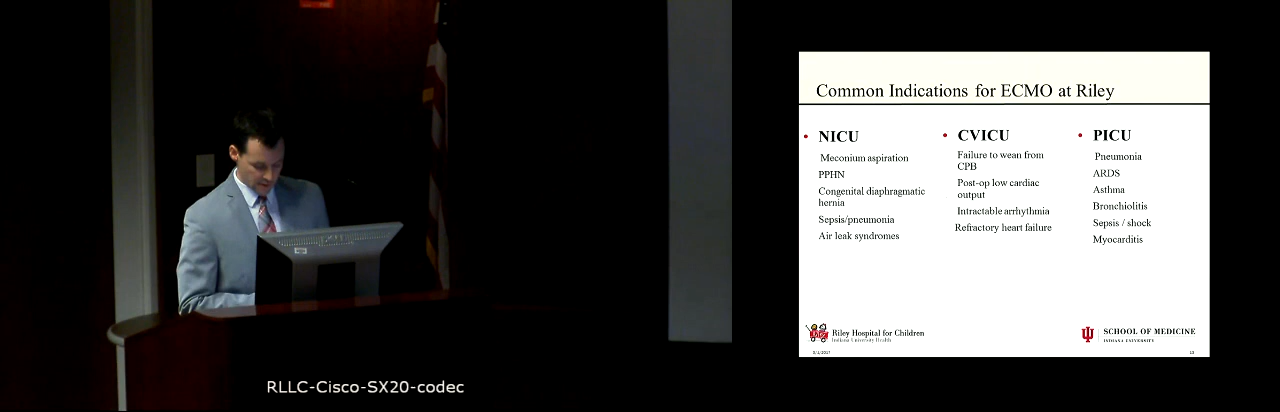 Common Indications for ECMO at Riley
• NICU
Meconium aspiration
PPHN
Congenital diaphragmatic
hernia
Sepsis/pneumonia
Air leak syndromes
• CVICU
Failure to wean from
CPB
Post-op low cardiac
output
Intractable arrhythmia
Refractory heart failure
• PICU
Pneumonia
ARDS
Asthma
Bronchiolitis
Sepsis / shock
Myocarditis
Riley Hospital for Children
Indiana University Health
SCHOOL OF MEDICINE
INDIANA UNIVERSITY
RLLC-Cisco-SX20-codec